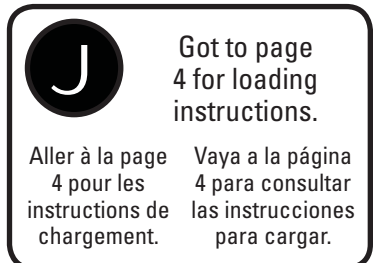 J
Got to page
4 for loading
instructions.
Aller à la page
4 pour les
instructions de
chargement.
Vaya a la página
4 para consultar
las instrucciones
para cargar.